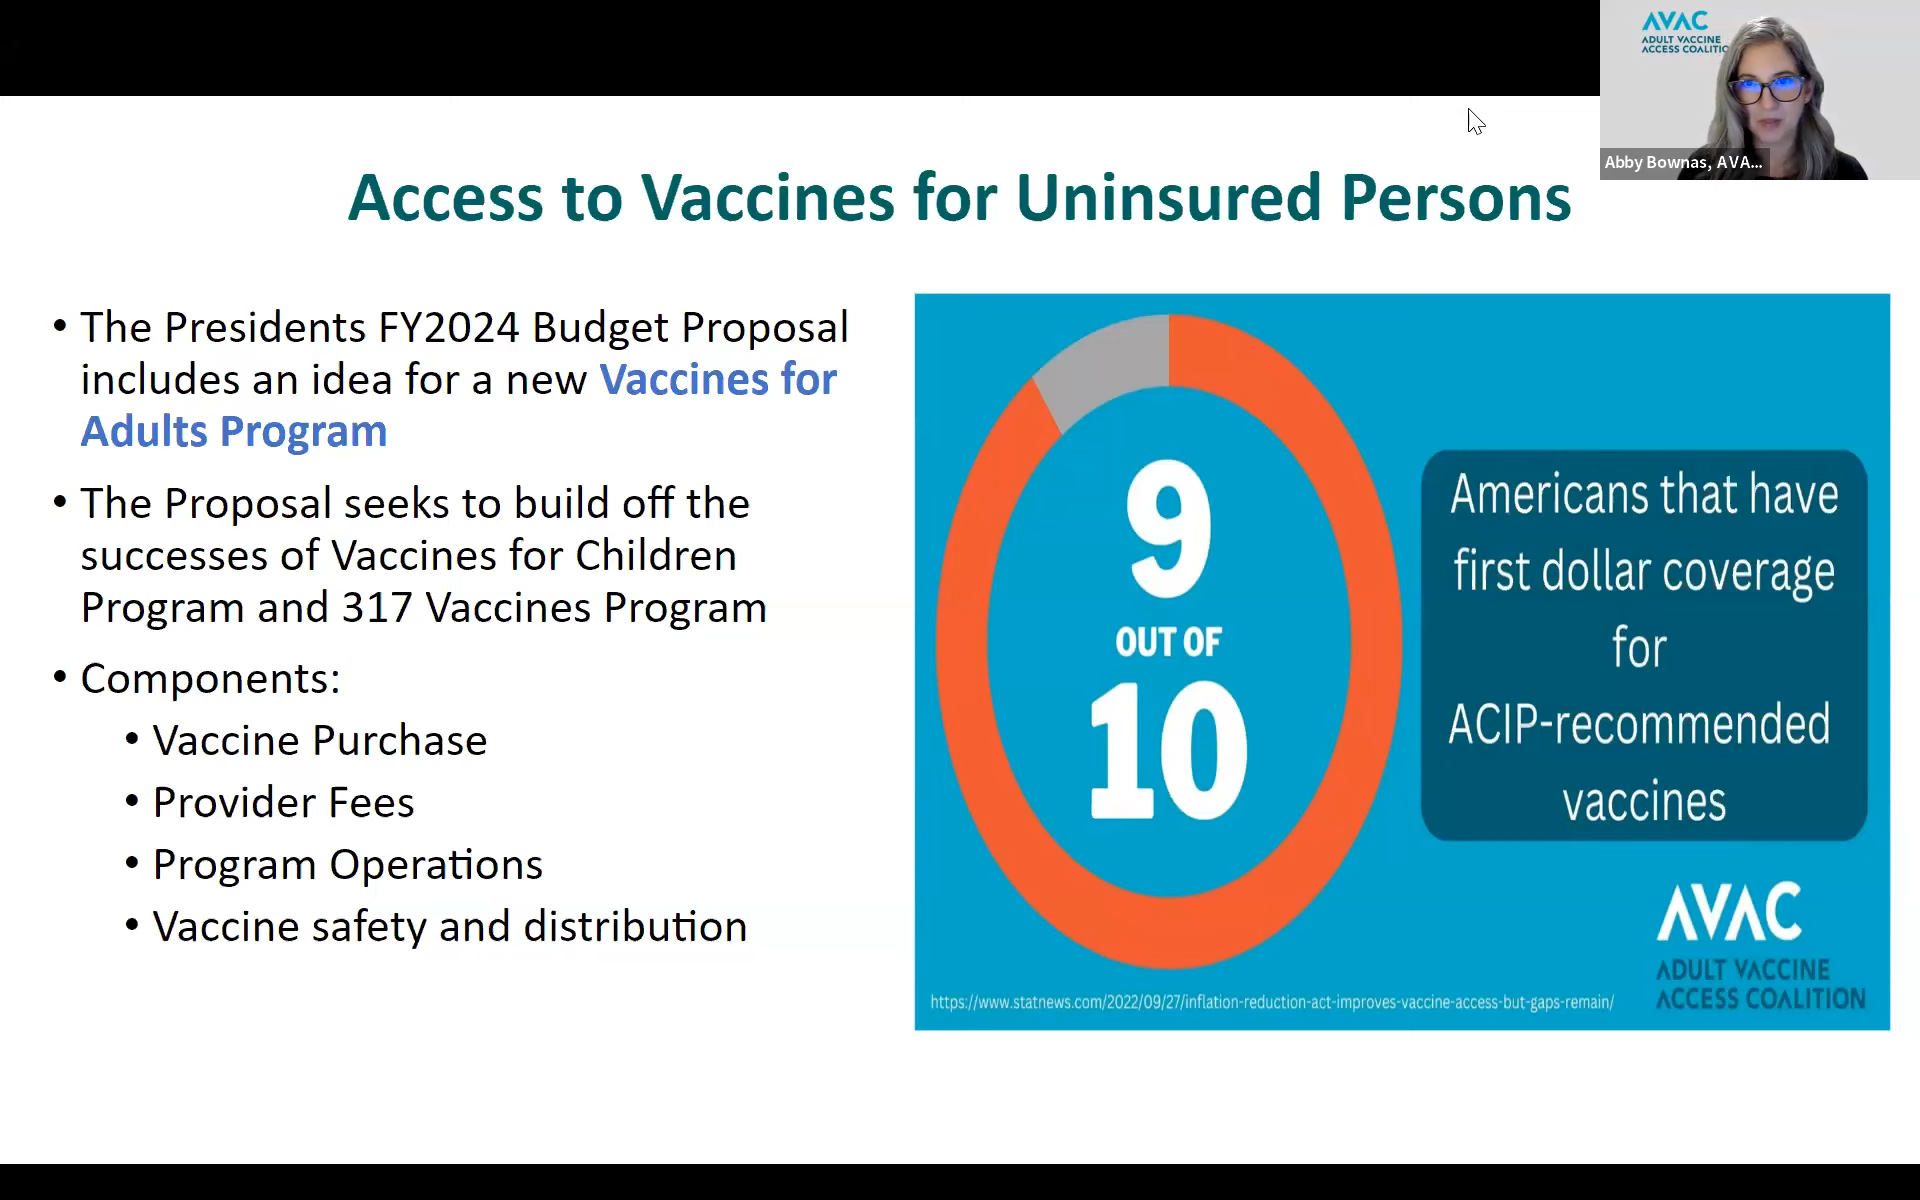 AVAC
ADULT VACCINE
ACCESS COALITIO
Abby Bownas, AVA...
Access to Vaccines for Uninsured Persons
• The Presidents FY2024 Budget Proposal
includes an idea for a new Vaccines for
Adults Program
• The Proposal seeks to build off the
successes of Vaccines for Children
Program and 317 Vaccines Program
• Components:
• Vaccine Purchase
• Provider Fees
• Program Operations
• Vaccine safety and distribution
9
OUT OF
10
Americans that have
first dollar coverage
for
ACIP-recommended
vaccines
AVAC
ADULT VACCINE
ACCESS COALITION
https://www.statnews.com/2022/09/27/inflation-reduction-act-improves-vaccine-access-but-gaps-remain/